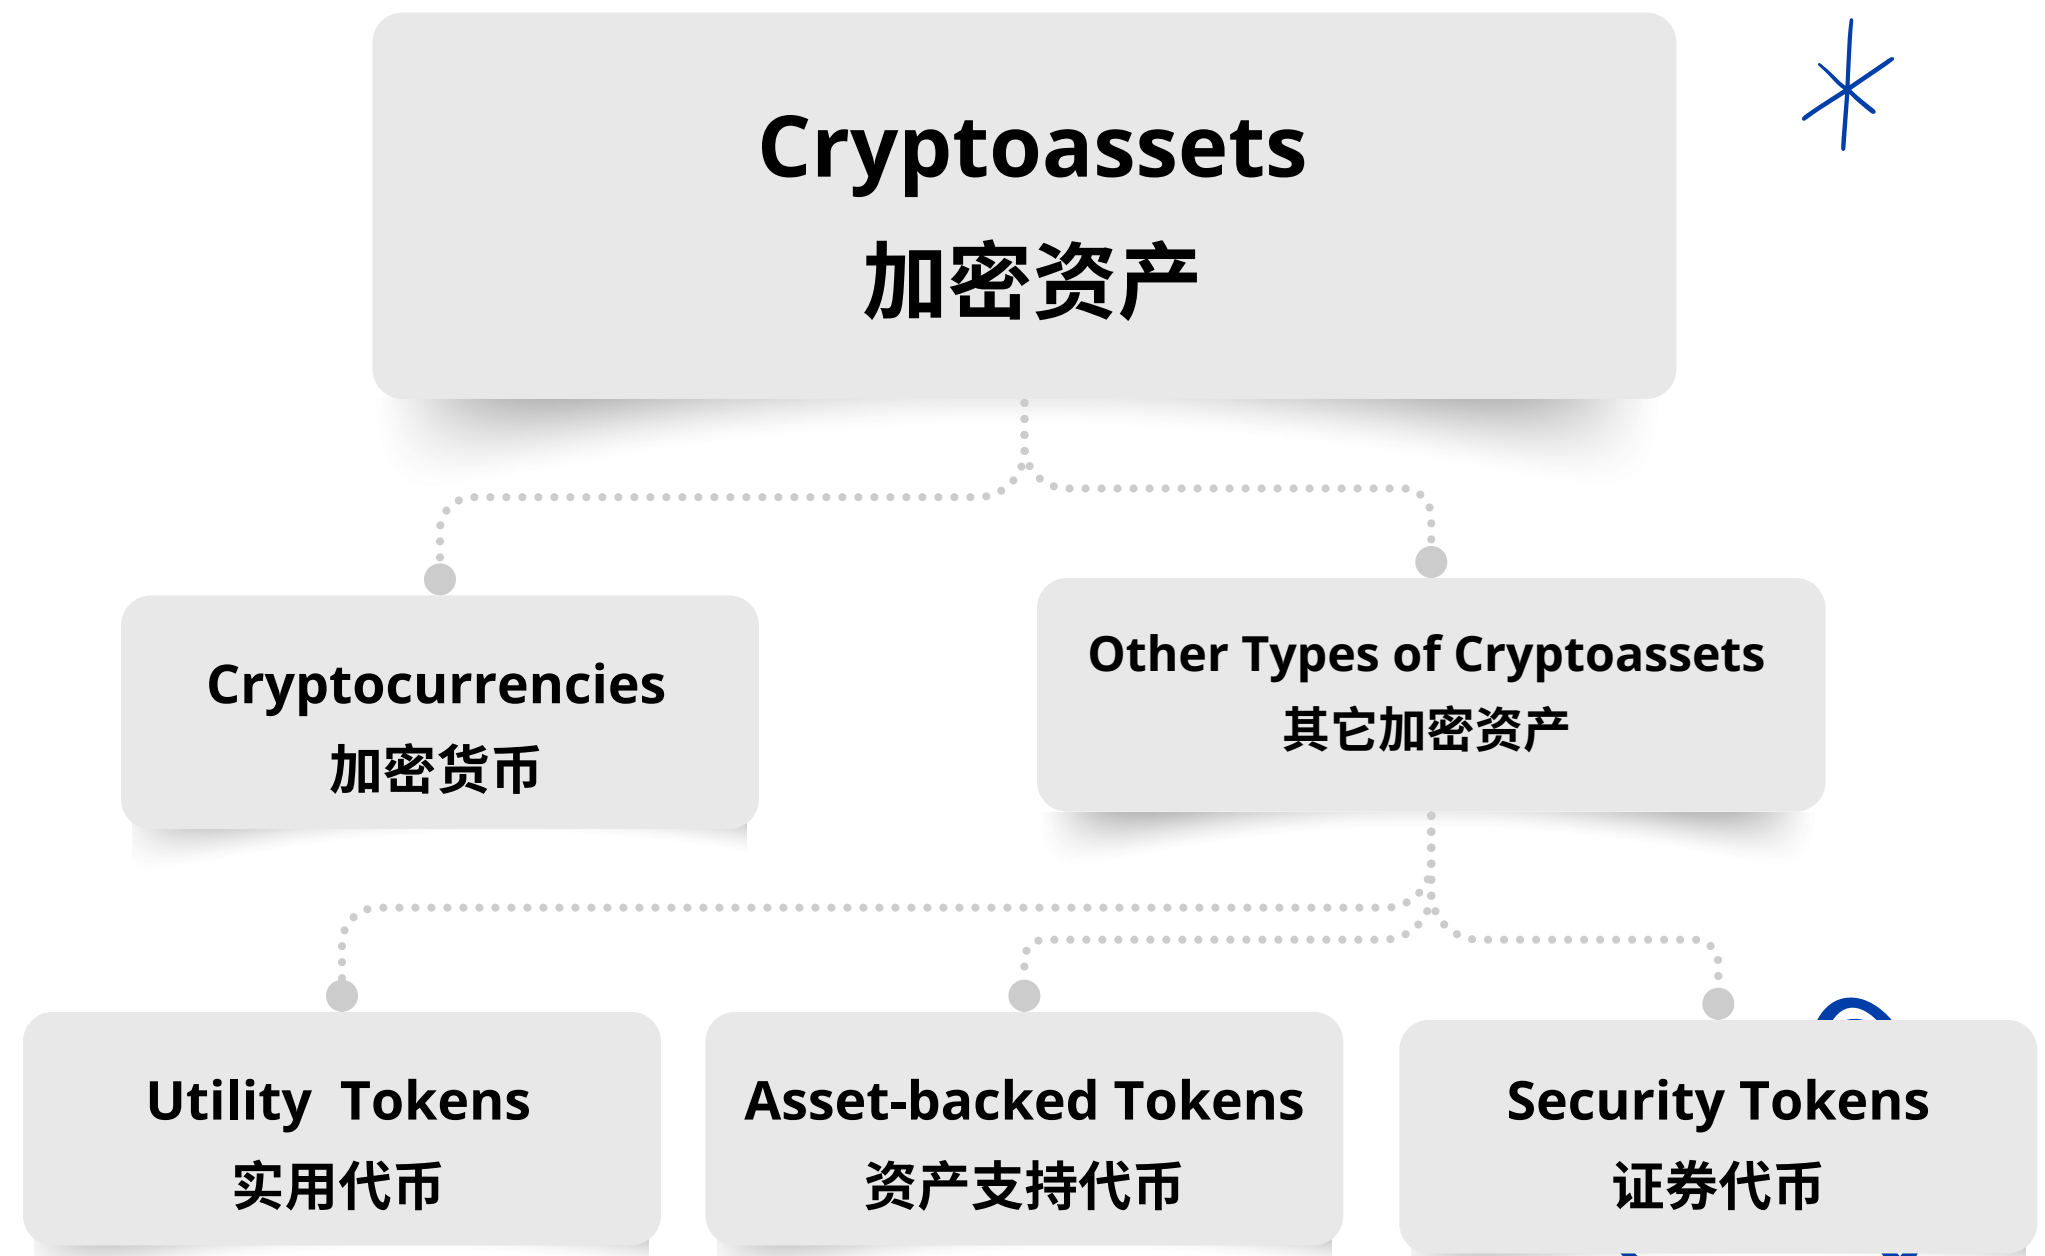 Cryptoassets
加密资产
Cryptocurrencies
加密货币
Other Types of Cryptoassets
其它加密资产
Utility  Tokens
实用代币
Asset-backed Tokens
资产支持代币
Security Tokens
证券代币